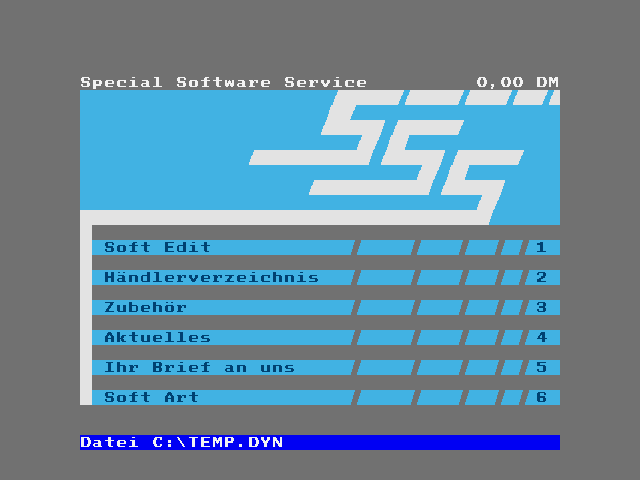 Special Software Service 0,00 DM
SSS
Soft Edit 1
Händlerverzeichnis 2
Zubehör 3
Aktuelles 4
Ihr Brief an uns 5
Soft Art 6
Datei C:\TEMP.DYN